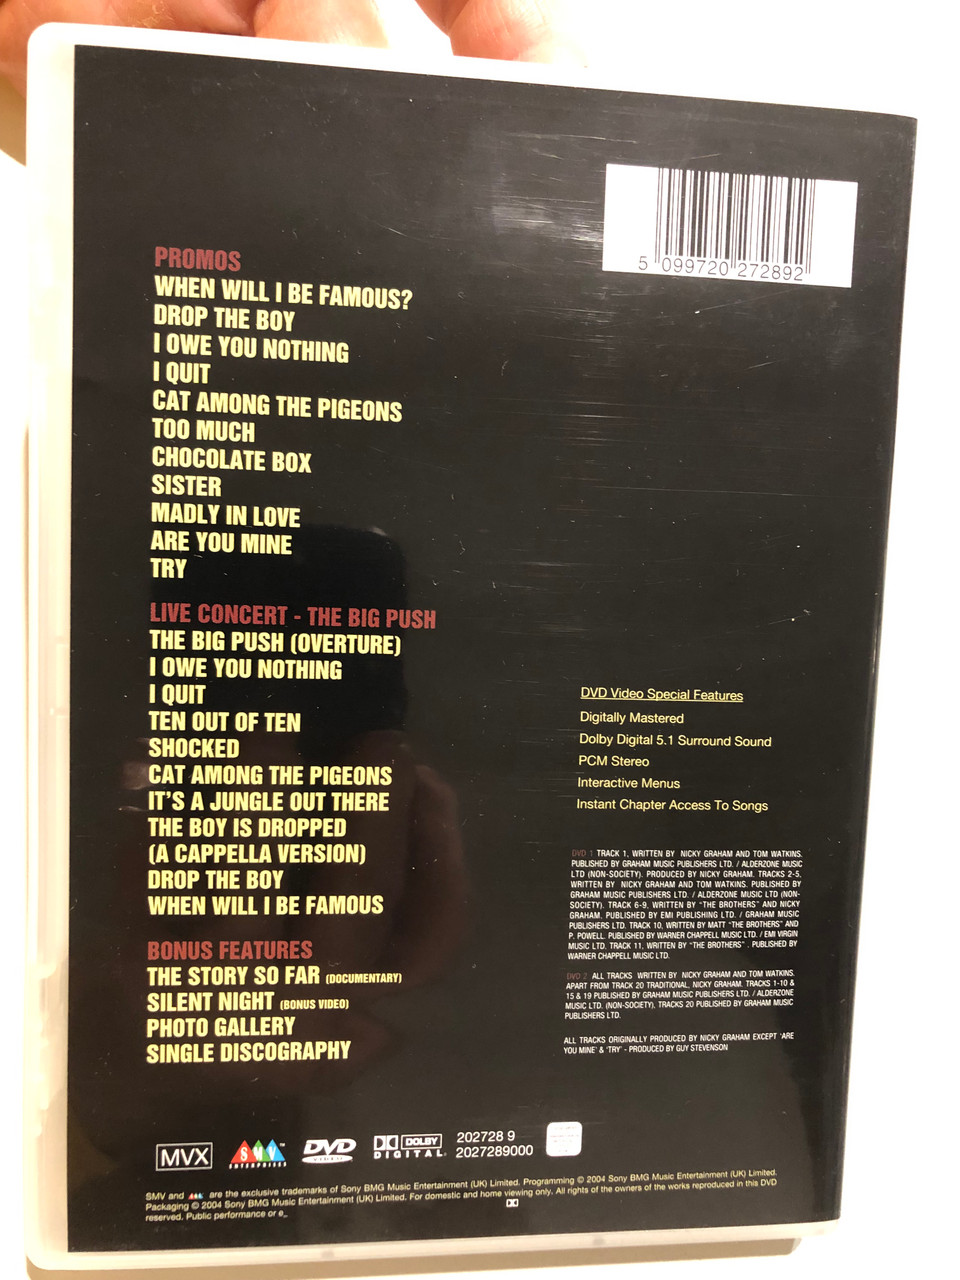 5 099720 272892
PROMOS
WHEN WILL I BE FAMOUS?
DROP THE BOY
I OWE YOU NOTHING
I QUIT
CAT AMONG THE PIGEONS
TOO MUCH
CHOCOLATE BOX
SISTER
MADLY IN LOVE
ARE YOU MINE
TRY
LIVE CONCERT - THE BIG PUSH
THE BIG PUSH (OVERTURE)
I OWE YOU NOTHING
I QUIT
TEN OUT OF TEN
SHOCKED
CAT AMONG THE PIGEONS
IT'S A JUNGLE OUT THERE
THE BOY IS DROPPED
(A CAPPELLA VERSION)
DROP THE BOY
WHEN WILL I BE FAMOUS
BONUS FEATURES
THE STORY SO FAR (DOCUMENTARY)
SILENT NIGHT (BONUS VIDEO)
PHOTO GALLERY
SINGLE DISCOGRAPHY
DVD Video Special Features
Digitally Mastered
Dolby Digital 5.1 Surround Sound
PCM Stereo
Interactive Menus
Instant Chapter Access To Songs
DVD 1 TRACK 1, WRITTEN BY NICKY GRAHAM AND TOM WATKINS.
PUBLISHED BY GRAHAM MUSIC PUBLISHERS LTD. / ALDERZONE MUSIC
LTD (NON-SOCIETY). PRODUCED BY NICKY GRAHAM. TRACKS 2-5,
WRITTEN BY NICKY GRAHAM AND TOM WATKINS. PUBLISHED BY
GRAHAM MUSIC PUBLISHERS LTD. / ALDERZONE MUSIC LTD (NON-
SOCIETY). TRACK 6-9, WRITTEN BY "THE BROTHERS" AND NICKY
GRAHAM. PUBLISHED BY EMI PUBLISHING LTD. / GRAHAM MUSIC
PUBLISHERS LTD. TRACK 10, WRITTEN BY MATT "THE BROTHERS" AND
P. POWELL. PUBLISHED BY WARNER CHAPPELL MUSIC LTD. / EMI VIRGIN
MUSIC LTD. TRACK 11, WRITTEN BY "THE BROTHERS" . PUBLISHED BY
WARNER CHAPPELL MUSIC LTD.
DVD 2 ALL TRACKS WRITTEN BY NICKY GRAHAM AND TOM WATKINS.
APART FROM TRACK 20 TRADITIONAL, NICKY GRAHAM. TRACKS 1-10 &
15 & 19 PUBLISHED BY GRAHAM MUSIC PUBLISHERS LTD. / ALDERZONE
MUSIC LTD. (NON-SOCIETY), TRACKS 20 PUBLISHED BY GRAHAM MUSIC
PUBLISHERS LTD.
ALL TRACKS ORIGINALLY PRODUCED BY NICKY GRAHAM EXCEPT 'ARE
YOU MINE' & 'TRY' - PRODUCED BY GUY STEVENSON
MVX
SMV™
ENTERPRISES
DVD
VIDEO
DOLBY
DIGITAL
202728 9
2027289000
SMV and SMV are the exclusive trademarks of Sony BMG Music Entertainment (UK) Limited. Programming © 2004 Sony BMG Music Entertainment (UK) Limited.
Packaging © 2004 Sony BMG Music Entertainment (UK) Limited. For domestic and home viewing only. All rights of the owners of the works reproduced in this DVD
reserved. Public performance or e_